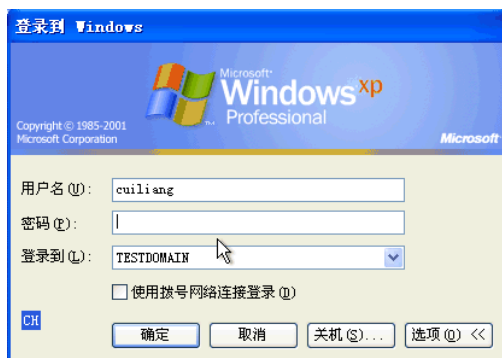 登录到 Windows
Microsoft
Windows xp
Professional
Copyright © 1985-2001
Microsoft Corporation
Microsoft
用户名(U): cuiliang
密码(P):
登录到(L): TESTDOMAIN
使用拨号网络连接登录(D)
CH
确定 取消 关机(S)... 选项(O) <<